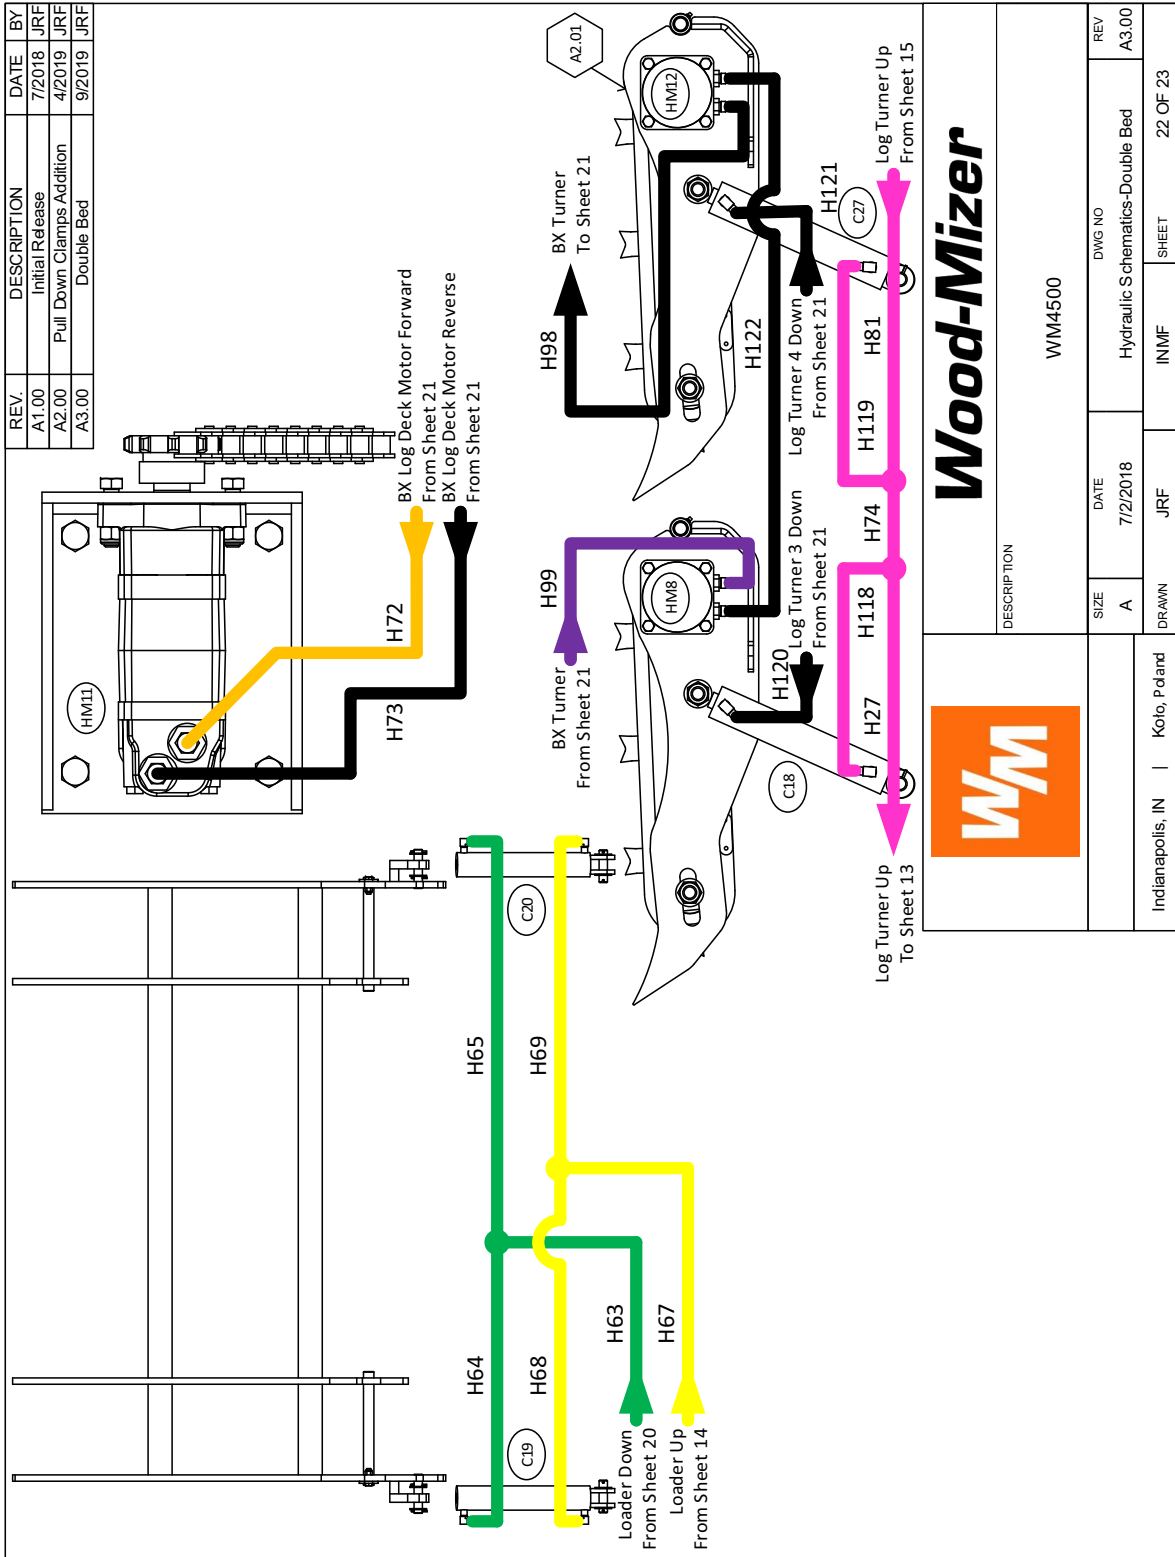 REV.
DESCRIPTION
DATE
BY
A1.00
Initial Release
7/2018
JRF
A2.00
Pull Down Clamps Addition
4/2019
JRF
A3.00
Double Bed
9/2019
JRF
HM11
H72
H73
BX Log Deck Motor Forward
From Sheet 21
BX Log Deck Motor Reverse
From Sheet 21
C19
C20
H64
H65
H68
H69
H63
H67
Loader Down
From Sheet 20
Loader Up
From Sheet 14
A2.01
HM12
HM8
BX Turner
To Sheet 21
H98
BX Turner
From Sheet 21
H99
H122
H120
Log Turner 3 Down
From Sheet 21
Log Turner 4 Down
From Sheet 21
H121
C18
C27
H27
H118
H74
H119
H81
Log Turner Up
From Sheet 15
Log Turner Up
To Sheet 13
WM
Wood-Mizer
DESCRIPTION
WM4500
SIZE
A
DATE
7/2/2018
DWG NO
Hydraulic Schematics-Double Bed
REV
A3.00
Indianapolis, IN | Koło, Poland
DRAWN
JRF
INMF
SHEET
22 OF 23